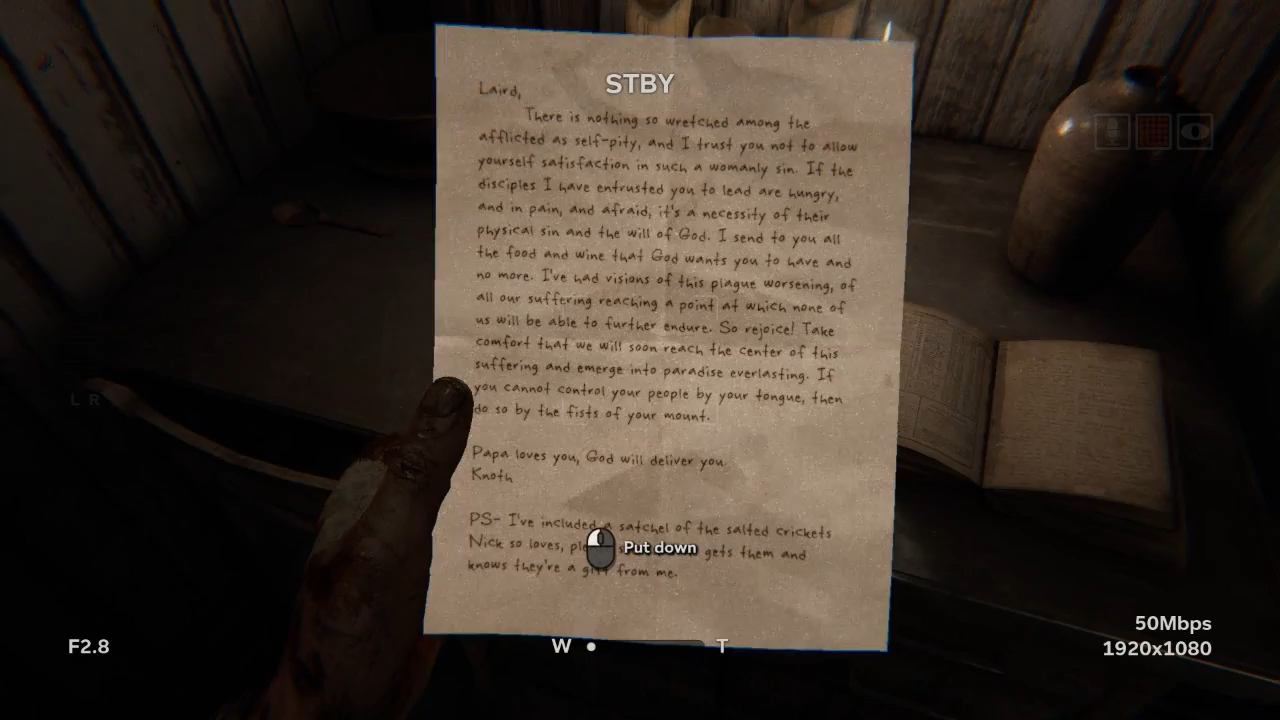 STBY
Laird,
There is nothing so wretched among the
afflicted as self-pity, and I trust you not to allow
yourself satisfaction in such a womanly sin. If the
disciples I have entrusted you to lead are hungry,
and in pain, and afraid, it's a necessity of their
physical sin and the will of God. I send to you all
the food and wine that God wants you to have and
no more. I've had visions of this plague worsening, of
all our suffering reaching a point at which none of
us will be able to further endure. So rejoice! Take
comfort that we will soon reach the center of this
suffering and emerge into paradise everlasting. If
you cannot control your people by your tongue, then
do so by the fists of your mount.
Papa loves you, God will deliver you
Knoth
PS- I've included a satchel of the salted crickets
Nick so loves, gets them and
knows they're a gift from me.
Put down
L R
F2.8
W T
50Mbps
1920x1080